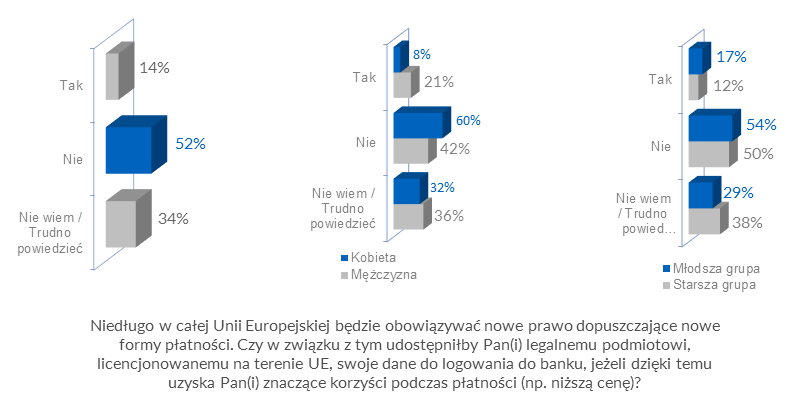 Tak
14%
Nie
52%
Nie wiem /
Trudno
powiedzieć
34%
Tak
8%
21%
Nie
60%
42%
Nie wiem /
Trudno
powiedzieć
32%
36%
Kobieta
Mężczyzna
Tak
17%
12%
Nie
54%
50%
Nie wiem
/ Trudno
powied...
29%
38%
Młodsza grupa
Starsza grupa
Niedługo w całej Unii Europejskiej będzie obowiązywać nowe prawo dopuszczające nowe
formy płatności. Czy w związku z tym udostępniłby Pan(i) legalnemu podmiotowi,
licencjonowanemu na terenie UE, swoje dane do logowania do banku, jeżeli dzięki temu
uzyska Pan(i) znaczące korzyści podczas płatności (np. niższą cenę)?